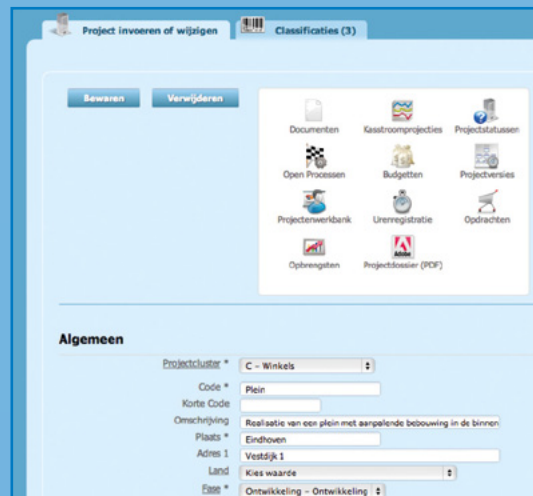 Project invoeren of wijzigen Classificaties (3)
Bewaren Verwijderen
Documenten Kasstroomprojecties Projectstatussen
Open Processen Budgetten Projectversies
Projectenwerkbank Urenregistratie Opdrachten
Adobe
Opbrengsten Projectdossier (PDF)
Algemeen
Projectcluster * C - Winkels
Code * Plein
Korte Code
Omschrijving Realisatie van een plein met aanpalende bebouwing in de binnen
Plaats * Eindhoven
Adres 1 Vestdijk 1
Land Kies waarde
Fase * Ontwikkeling - Ontwikkeling